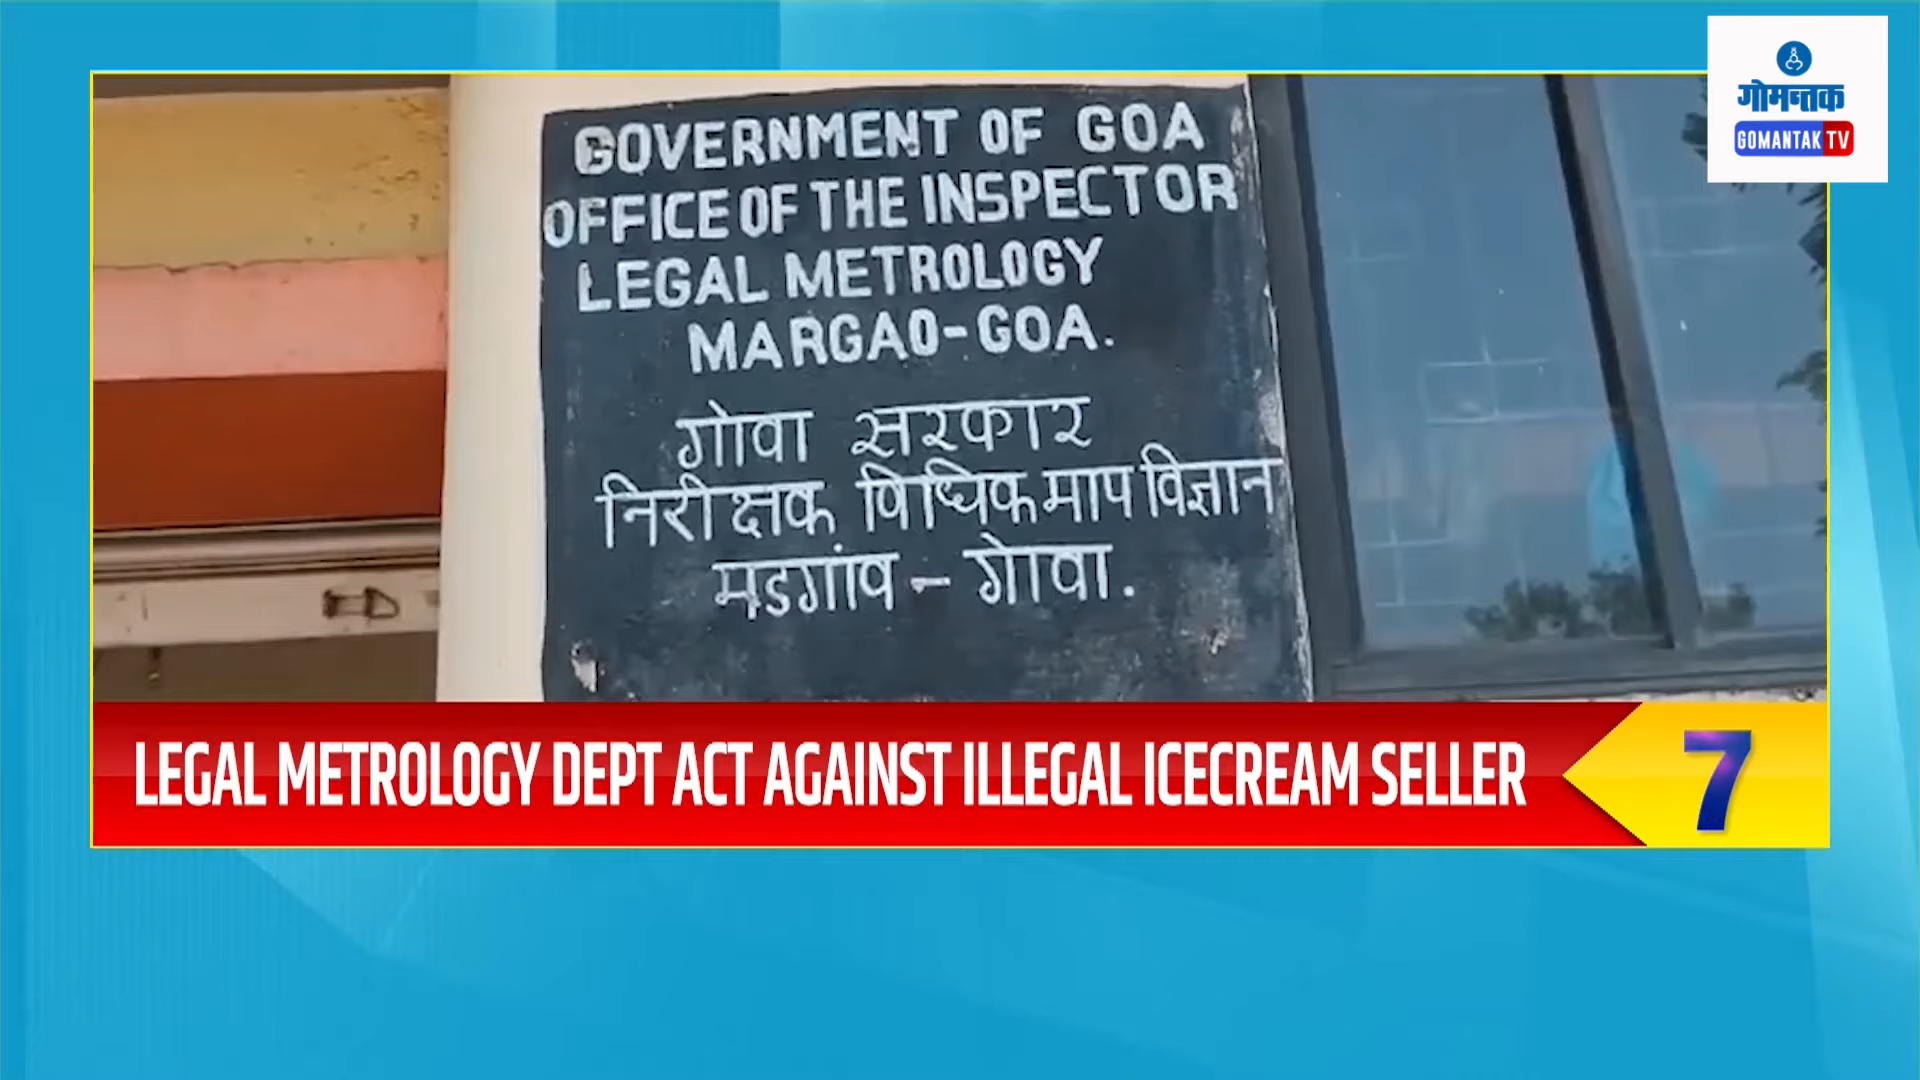 गोमन्तक
GOMANTAK TV
GOVERNMENT OF GOA
OFFICE OF THE INSPECTOR
LEGAL METROLOGY
MARGAO-GOA.
गोवा सरकार
निरीक्षक विधिक माप विज्ञान
मडगांव - गोवा.
LEGAL METROLOGY DEPT ACT AGAINST ILLEGAL ICECREAM SELLER
7